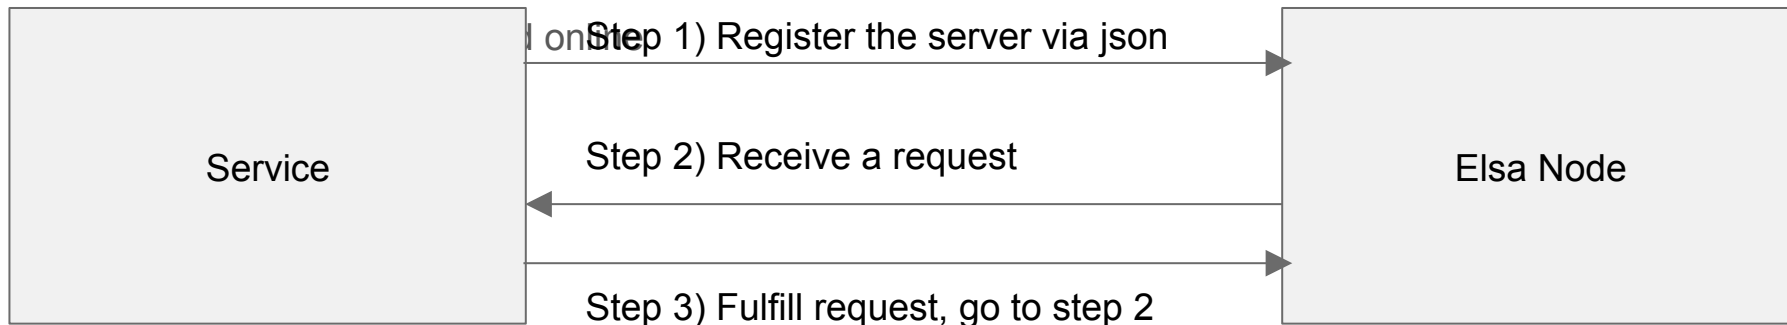 online
Step 1) Register the server via json
Service
Step 2) Receive a request
Elsa Node
Step 3) Fulfill request, go to step 2